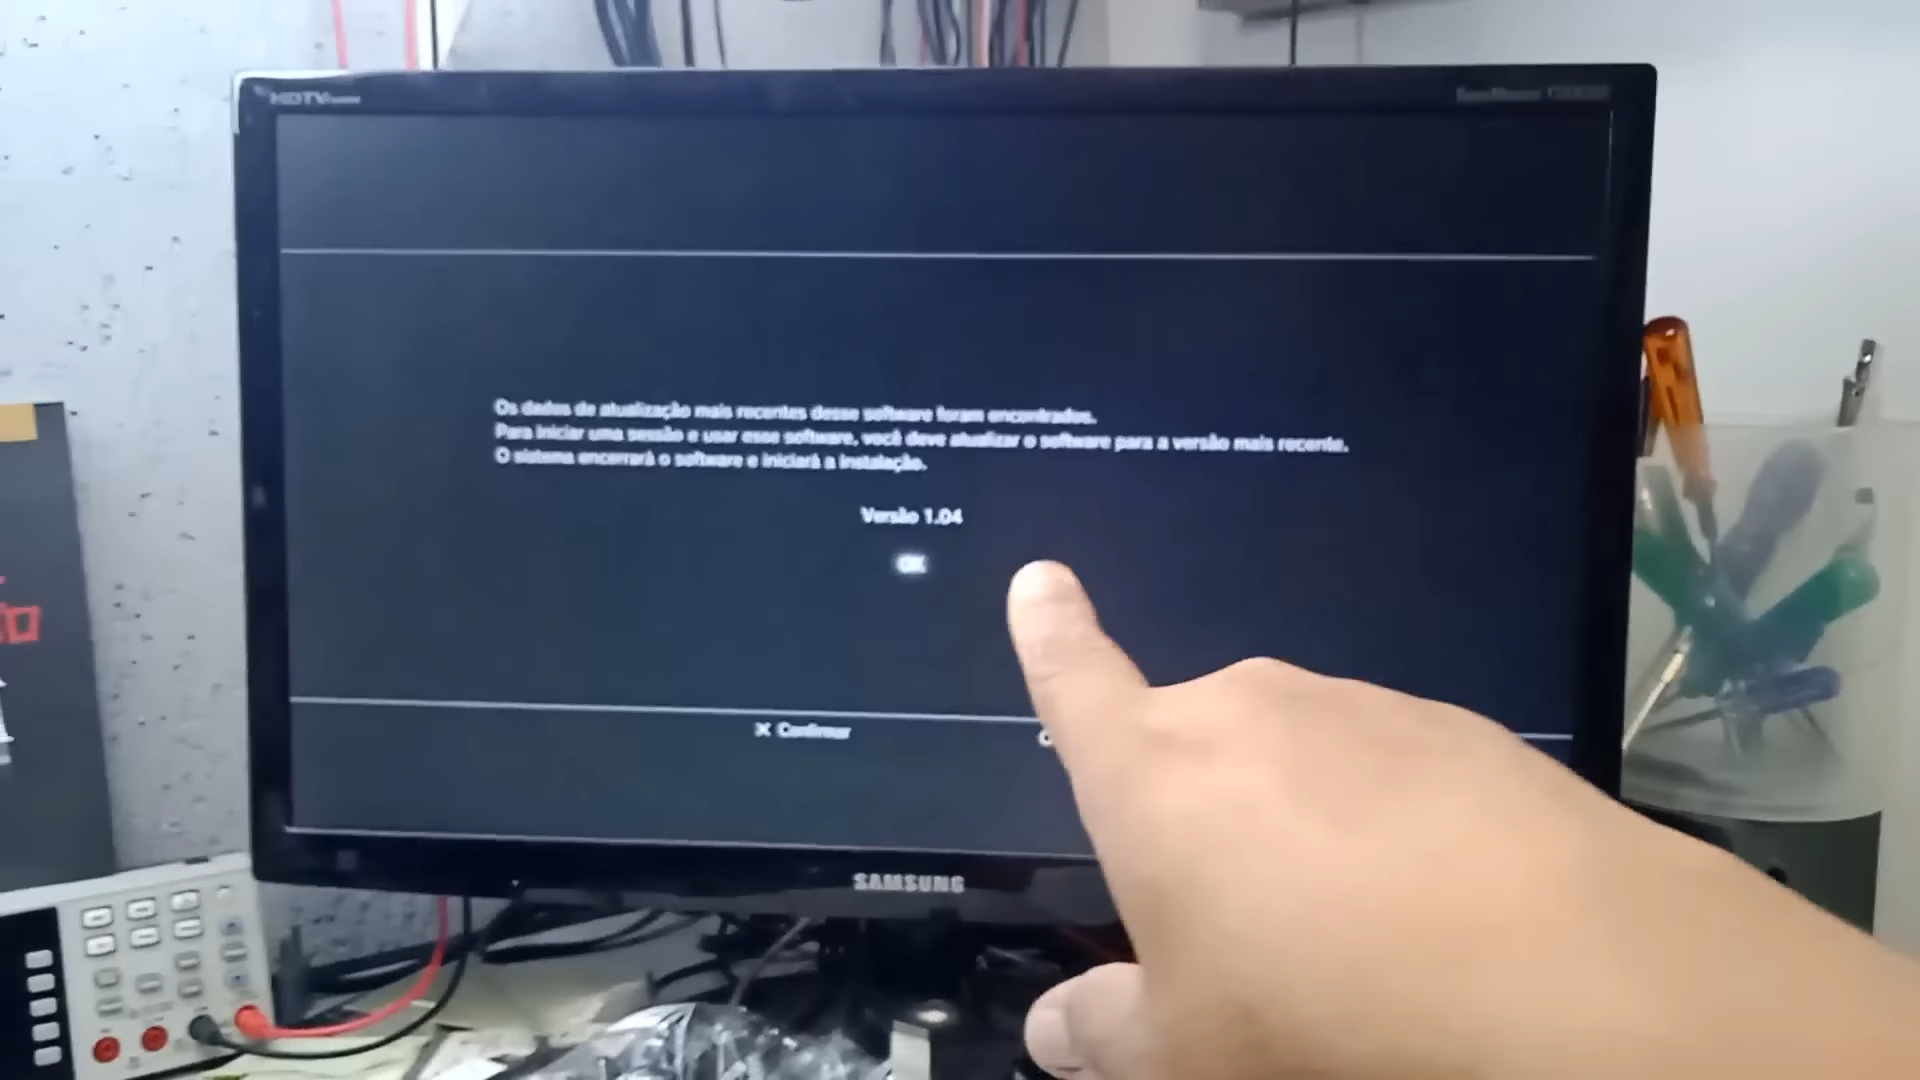 HDTV
Os dados de atualização mais recentes desse software foram encontrados.
Para iniciar uma sessão e usar esse software, você deve atualizar o software para a versão mais recente.
O sistema encerrará o software e iniciará a instalação.
Versão 1.04
OK
X Confirmar
SAMSUNG